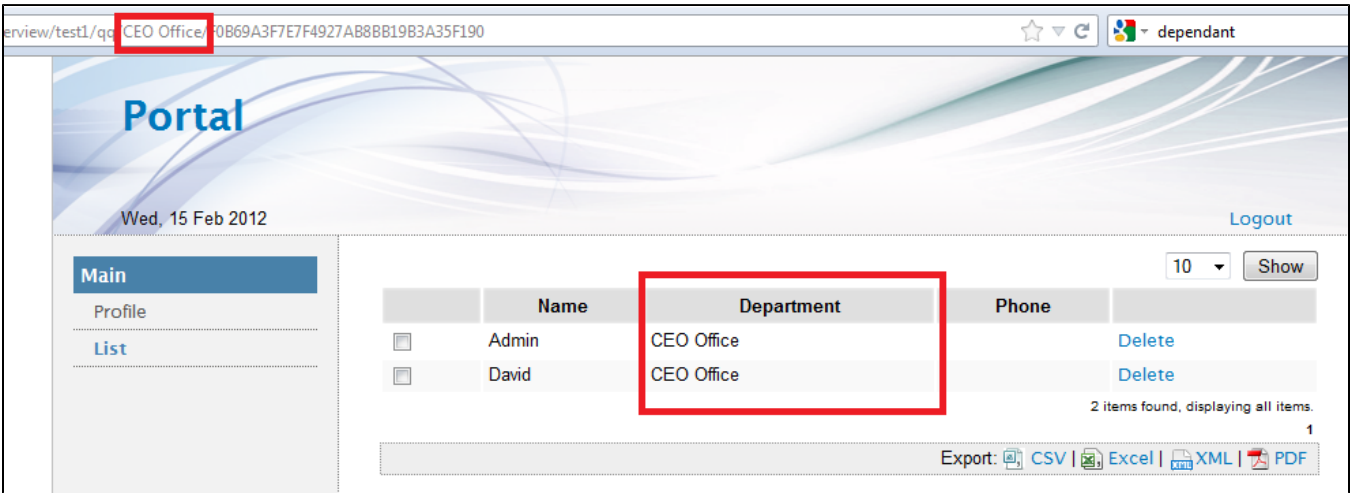 erview/test1/qq/CEO Office/F0B69A3F7E7F4927AB8BB19B3A35F190
dependant
Portal
Wed, 15 Feb 2012
Logout
Main
Profile
List
10
Show
Name Department Phone
Admin CEO Office Delete
David CEO Office Delete
2 items found, displaying all items.
1
Export: CSV | Excel | XML | PDF